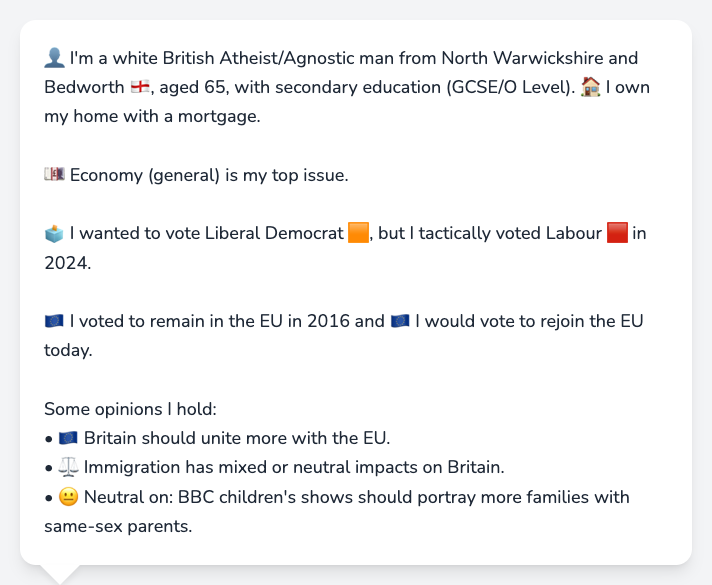 👤 I'm a white British Atheist/Agnostic man from North Warwickshire and
Bedworth 🏴󠁧󠁢󠁥󠁮󠁧󠁿, aged 65, with secondary education (GCSE/O Level). 🏠 I own
my home with a mortgage.
💷 Economy (general) is my top issue.
🗳️ I wanted to vote Liberal Democrat 🟧, but I tactically voted Labour 🟥 in
2024.
🇪🇺 I voted to remain in the EU in 2016 and 🇪🇺 I would vote to rejoin the EU
today.
Some opinions I hold:
• 🇪🇺 Britain should unite more with the EU.
• ⚖️ Immigration has mixed or neutral impacts on Britain.
• 😐 Neutral on: BBC children's shows should portray more families with
same-sex parents.